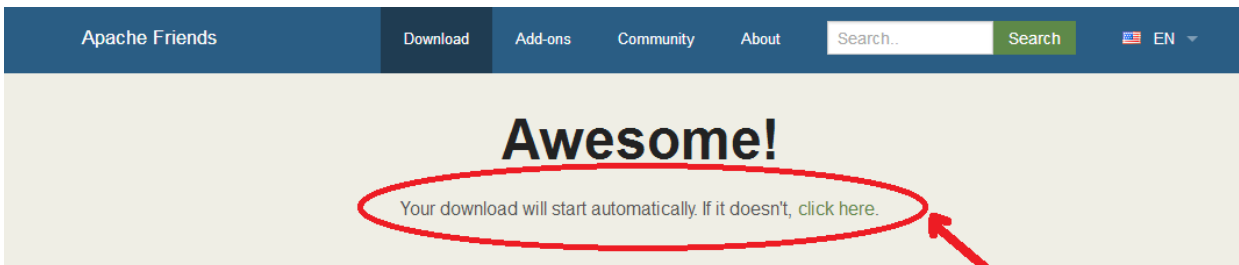 Apache Friends Download Add-ons Community About Search.. Search EN
Awesome!
Your download will start automatically. If it doesn't, click here.